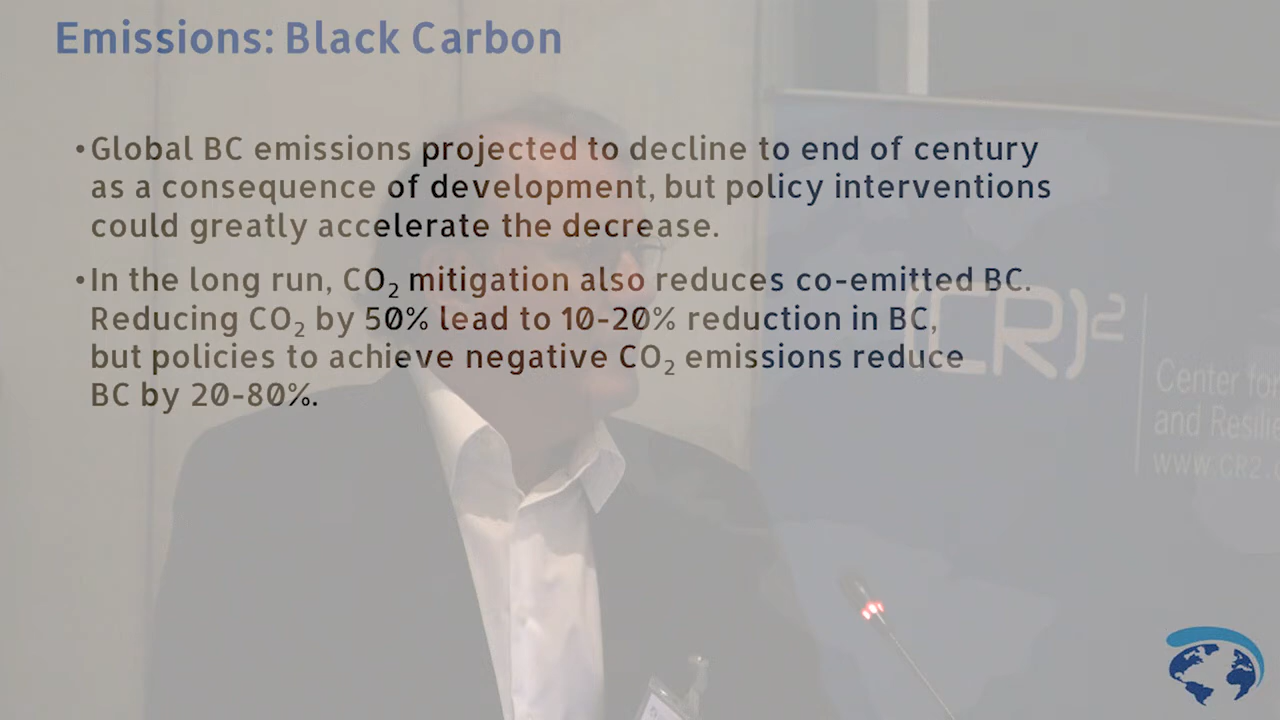 Emissions: Black Carbon
•Global BC emissions projected to decline to end of century
as a consequence of development, but policy interventions
could greatly accelerate the decrease.
•In the long run, CO₂ mitigation also reduces co-emitted BC.
Reducing CO₂ by 50% lead to 10-20% reduction in BC,
but policies to achieve negative CO₂ emissions reduce
BC by 20-80%.
(CR)²
Center for
and Resili
www.cr2.